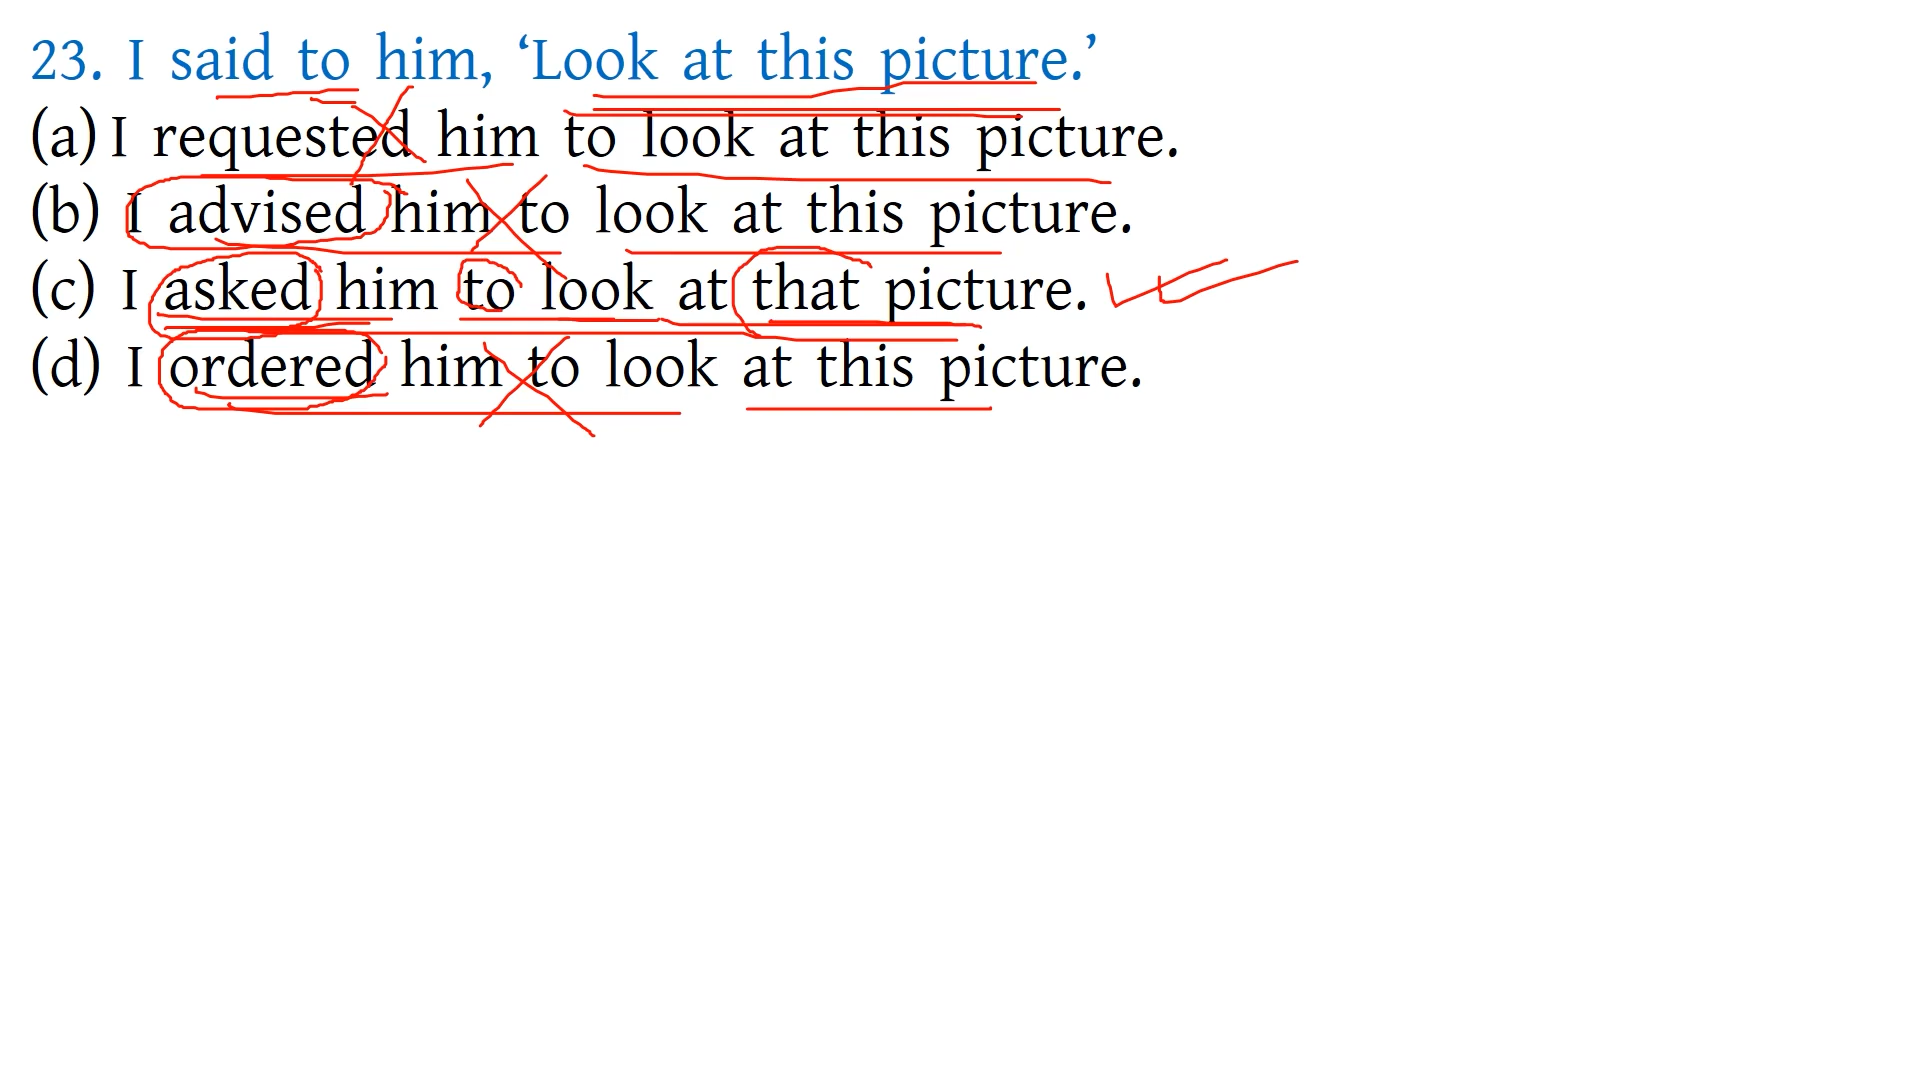 23. I said to him, ‘Look at this picture.’
(a) I requested him to look at this picture.
(b) I advised him to look at this picture.
(c) I asked him to look at that picture.
(d) I ordered him to look at this picture.